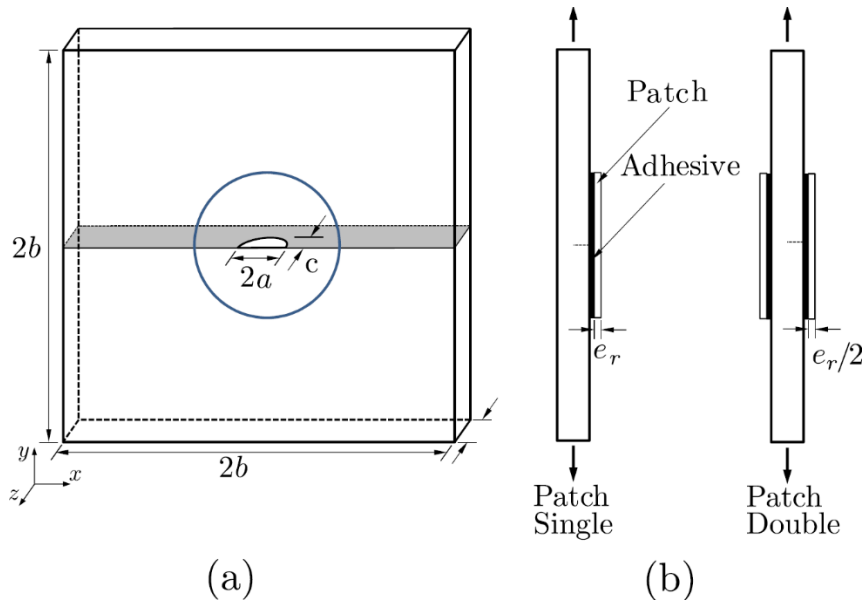 2b
2a
c
2b
y
x
z
(a)
Patch
Adhesive
e_r
e_r/2
Patch
Single
Patch
Double
(b)